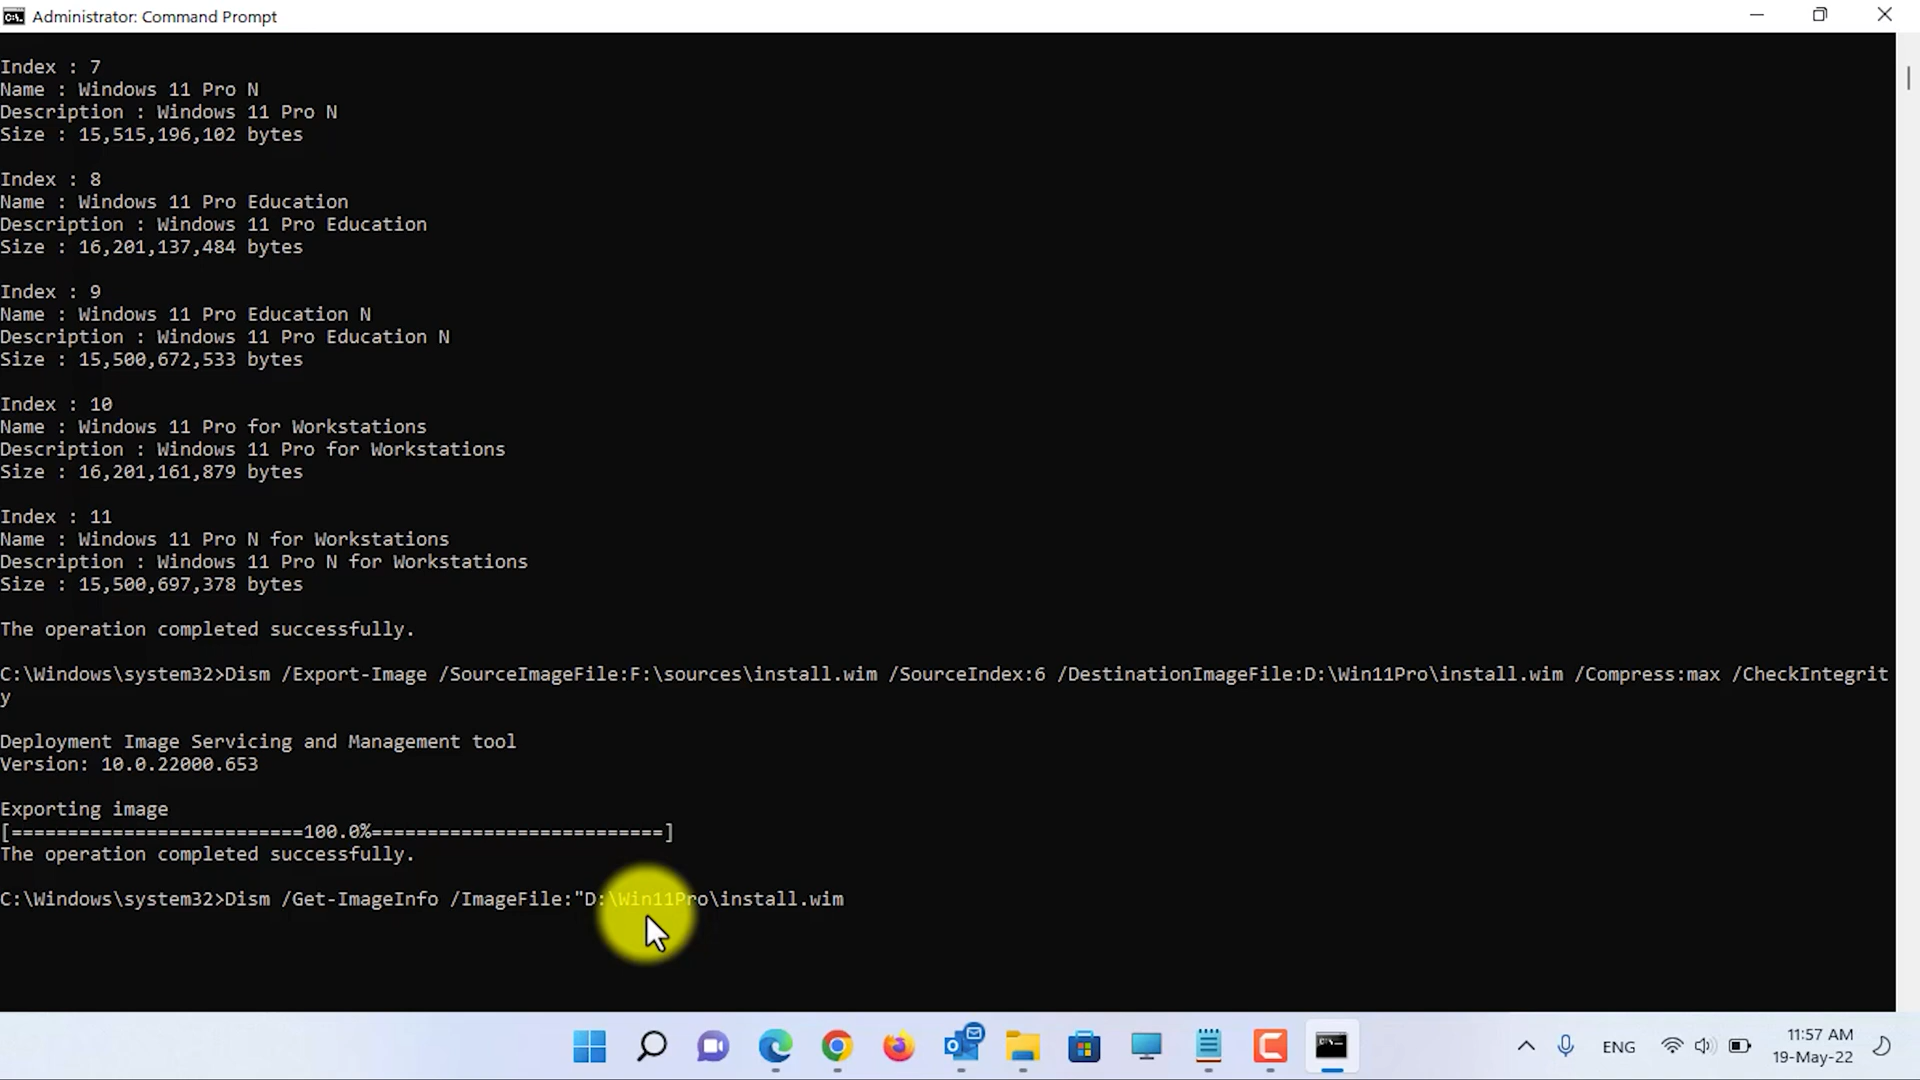 Administrator: Command Prompt
Index : 7
Name : Windows 11 Pro N
Description : Windows 11 Pro N
Size : 15,515,196,102 bytes
Index : 8
Name : Windows 11 Pro Education
Description : Windows 11 Pro Education
Size : 16,201,137,484 bytes
Index : 9
Name : Windows 11 Pro Education N
Description : Windows 11 Pro Education N
Size : 15,500,672,533 bytes
Index : 10
Name : Windows 11 Pro for Workstations
Description : Windows 11 Pro for Workstations
Size : 16,201,161,879 bytes
Index : 11
Name : Windows 11 Pro N for Workstations
Description : Windows 11 Pro N for Workstations
Size : 15,500,697,378 bytes
The operation completed successfully.
C:\Windows\system32>Dism /Export-Image /SourceImageFile:F:\sources\install.wim /SourceIndex:6 /DestinationImageFile:D:\Win11Pro\install.wim /Compress:max /CheckIntegrit
y
Deployment Image Servicing and Management tool
Version: 10.0.22000.653
Exporting image
[==========================100.0%==========================]
The operation completed successfully.
C:\Windows\system32>Dism /Get-ImageInfo /ImageFile:"D:\Win11Pro\install.wim
ENG
11:57 AM
19-May-22